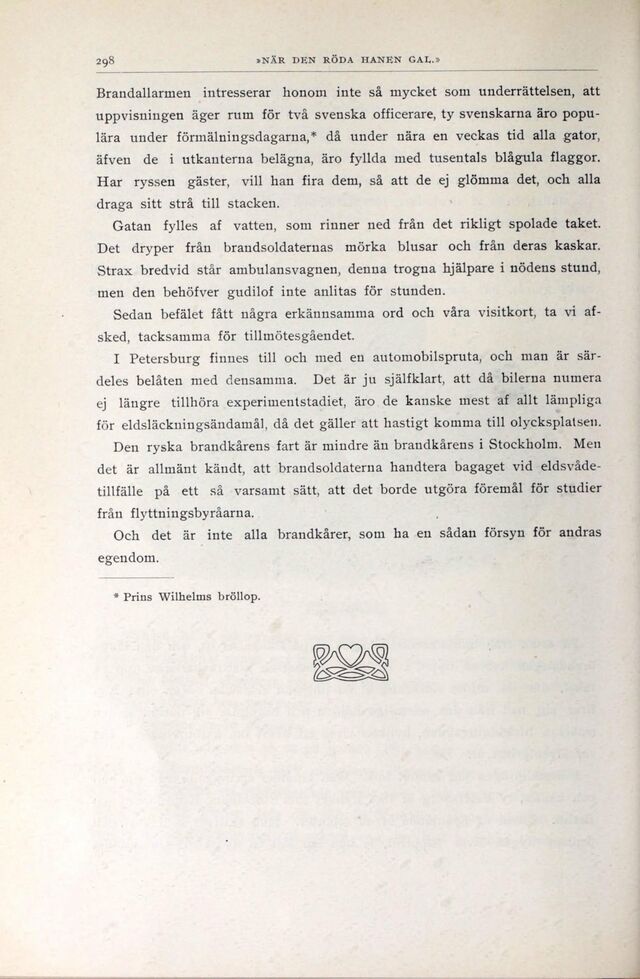 298
»NÄR DEN RÖDA HANEN GAL.»
Brandallarmen intresserar honom inte så mycket som underrättelsen, att
uppvisningen äger rum för två svenska officerare, ty svenskarna äro popu-
lära under förmälningsdagarna,* då under nära en veckas tid alla gator,
äfven de i utkanterna belägna, äro fyllda med tusentals blågula flaggor.
Har ryssen gäster, vill han fira dem, så att de ej glömma det, och alla
draga sitt strå till stacken.
Gatan fylles af vatten, som rinner ned från det rikligt spolade taket.
Det dryper från brandsoldaternas mörka blusar och från deras kaskar.
Strax bredvid står ambulansvagnen, denna trogna hjälpare i nödens stund,
men den behöfver gudilof inte anlitas för stunden.
Sedan befälet fått några erkännsamma ord och våra visitkort, ta vi af-
sked, tacksamma för tillmötesgåendet.
I Petersburg finnes till och med en automobilspruta, och man är sär-
deles belåten med densamma. Det är ju själfklart, att då bilerna numera
ej längre tillhöra experimentstadiet, äro de kanske mest af allt lämpliga
för eldsläckningsändamål, då det gäller att hastigt komma till olycksplatsen.
Den ryska brandkårens fart är mindre än brandkårens i Stockholm. Men
det är allmänt kändt, att brandsoldaterna handtera bagaget vid eldsvåde-
tillfälle på ett så varsamt sätt, att det borde utgöra föremål för studier
från flyttningsbyråarna.
Och det är inte alla brandkårer, som ha en sådan försyn för andras
egendom.
* Prins Wilhelms bröllop.